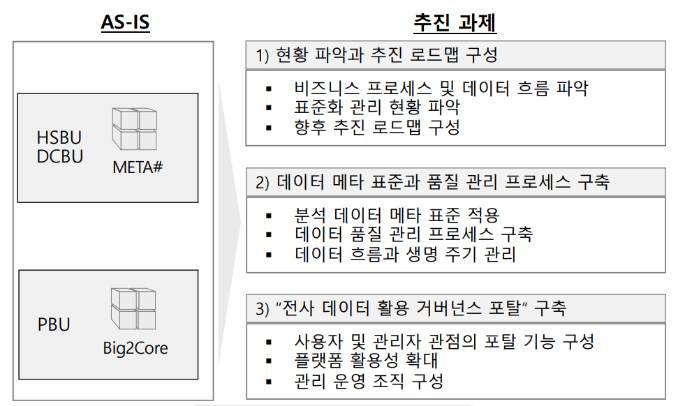 AS-IS
HSBU
DCBU
META#
PBU
Big2Core
추진 과제
1) 현황 파악과 추진 로드맵 구성
▪ 비즈니스 프로세스 및 데이터 흐름 파악
▪ 표준화 관리 현황 파악
▪ 향후 추진 로드맵 구성
2) 데이터 메타 표준과 품질 관리 프로세스 구축
▪ 분석 데이터 메타 표준 적용
▪ 데이터 품질 관리 프로세스 구축
▪ 데이터 흐름과 생명 주기 관리
3) “전사 데이터 활용 거버넌스 포탈“ 구축
▪ 사용자 및 관리자 관점의 포탈 기능 구성
▪ 플랫폼 활용성 확대
▪ 관리 운영 조직 구성